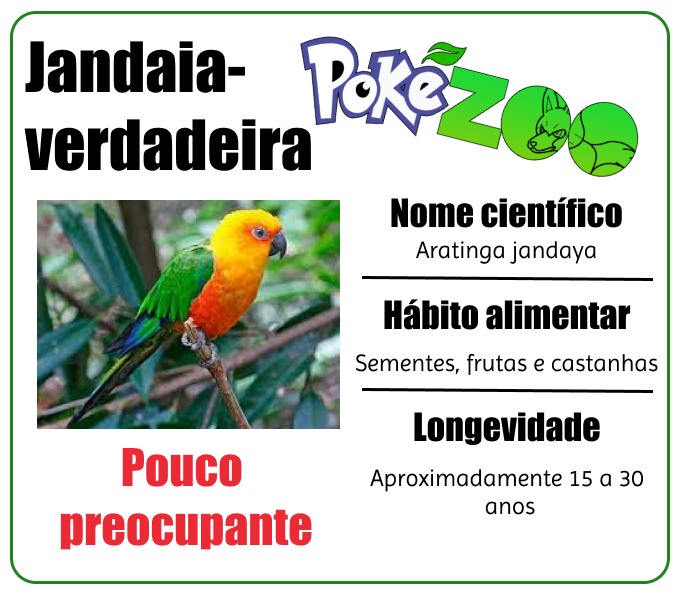 Jandaia-
verdadeira
PoKéZOO
Nome científico
Aratinga jandaya
Hábito alimentar
Sementes, frutas e castanhas
Longevidade
Aproximadamente 15 a 30
anos
Pouco
preocupante